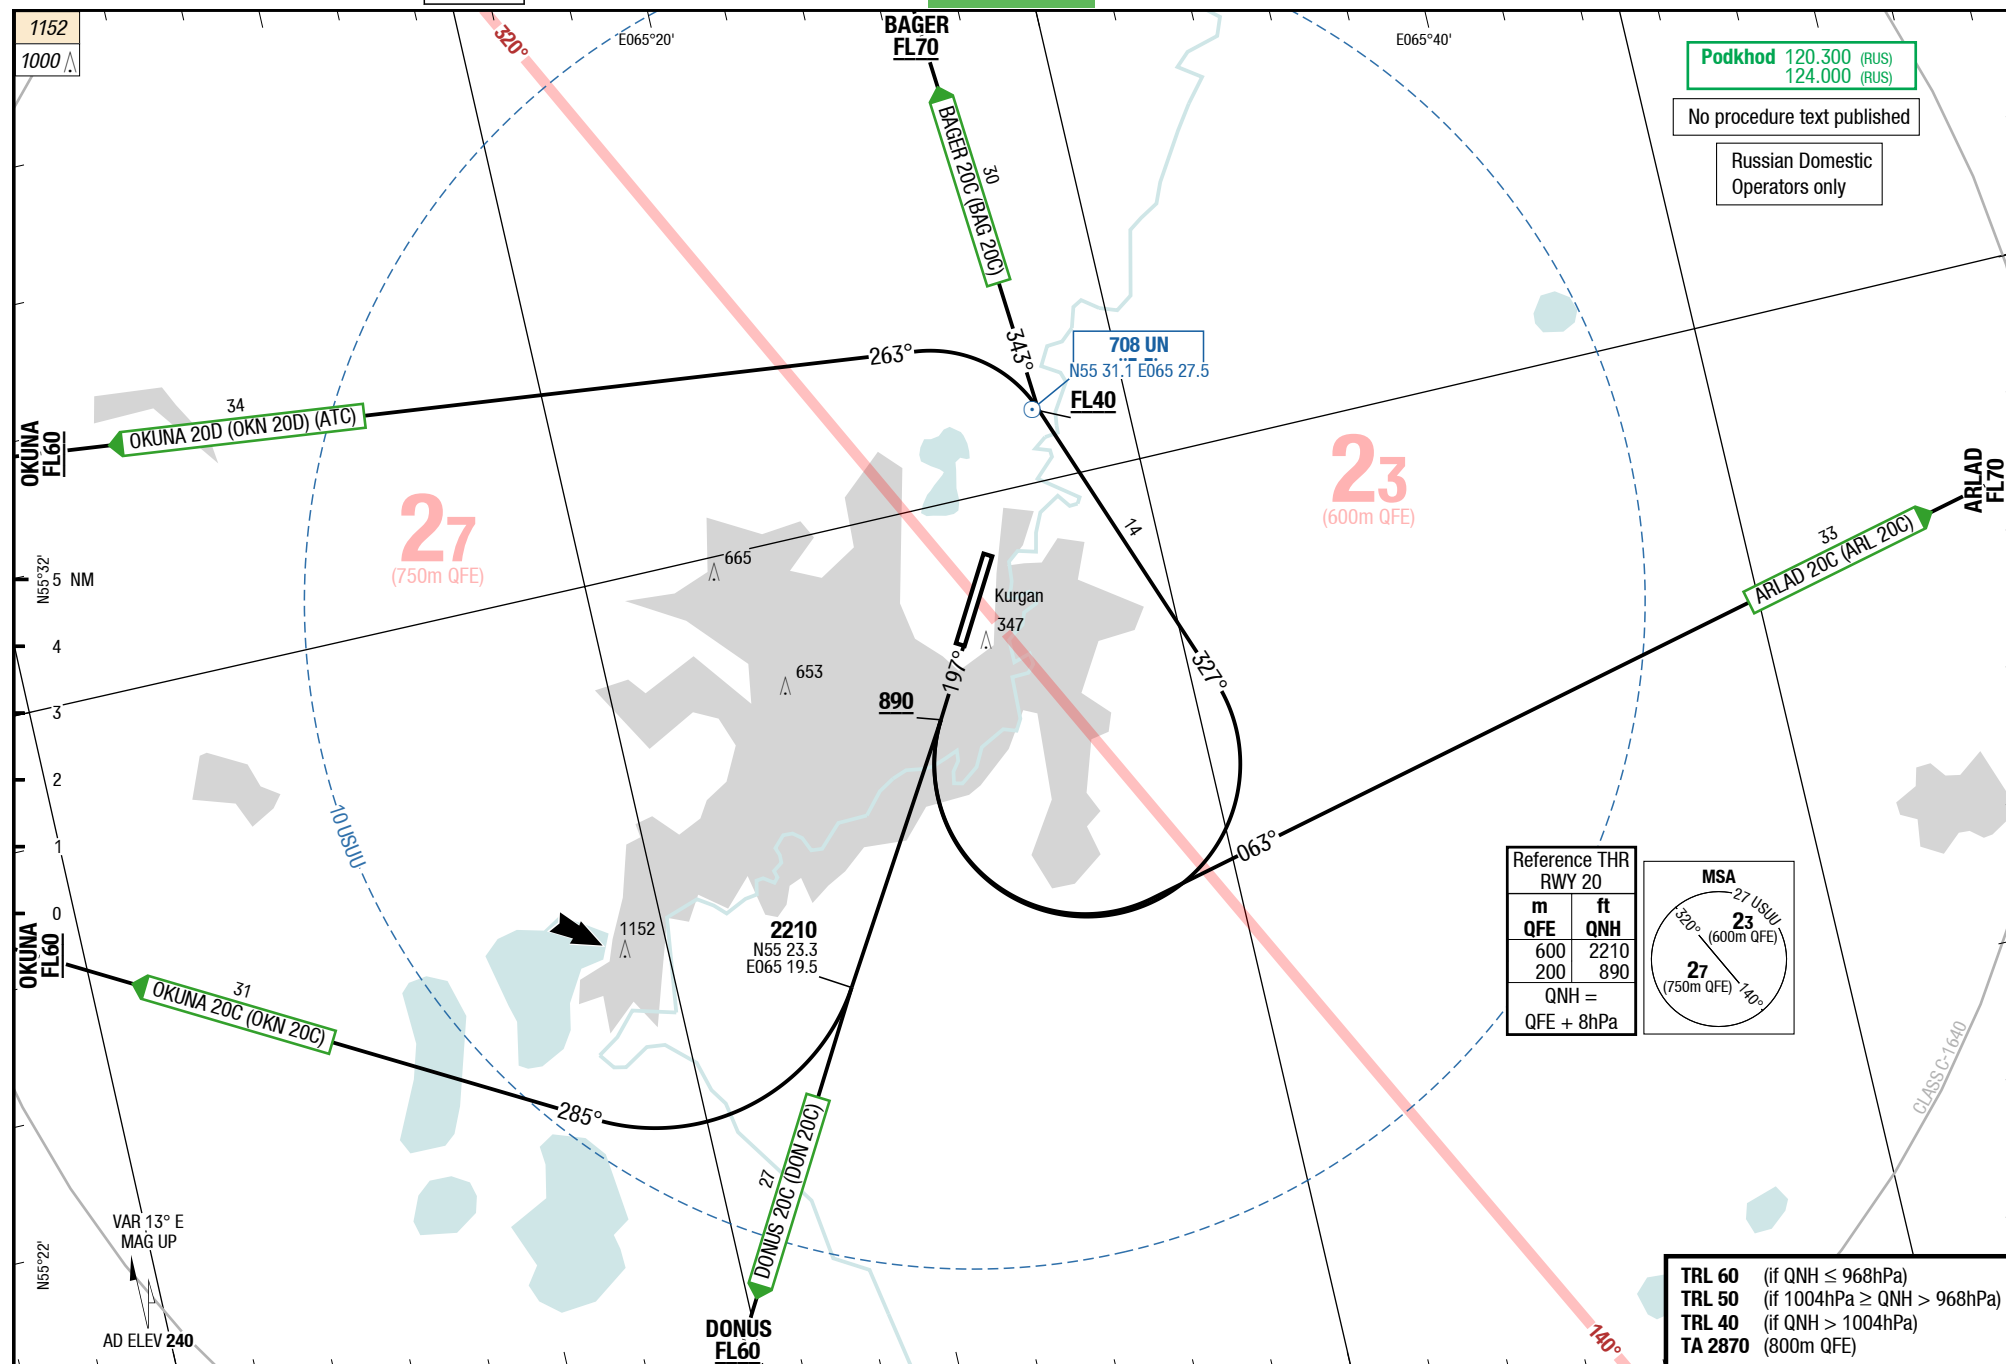 1152
1000
320°
E065°20'
BAGER
FL70
E065°40'
Podkhod 120.300 (RUS)
124.000 (RUS)
No procedure text published
Russian Domestic
Operators only
BAGER 20C (BAG 20C)
30
343°
708 UN
N55 31.1 E065 27.5
FL40
263°
34
OKUNA 20D (OKN 20D) (ATC)
OKUNA
FL60
27
(750m QFE)
23
(600m QFE)
14
ARLAD
FL70
33
ARLAD 20C (ARL 20C)
N55°32'
5 NM
4
3
2
1
0
665
653
Kurgan
347
197°
327°
890
063°
10 USUU
1152
2210
N55 23.3
E065 19.5
OKUNA
FL60
31
OKUNA 20C (OKN 20C)
285°
27
DONUS 20C (DON 20C)
DONUS
FL60
Reference THR
RWY 20
m ft
QFE QNH
600 2210
200 890
QNH =
QFE + 8hPa
MSA
27 USUU
320°
23
(600m QFE)
27
(750m QFE)
140°
CLASS C-1640
VAR 13° E
MAG UP
N55°22'
AD ELEV 240
140°
TRL 60 (if QNH ≤ 968hPa)
TRL 50 (if 1004hPa ≥ QNH > 968hPa)
TRL 40 (if QNH > 1004hPa)
TA 2870 (800m QFE)